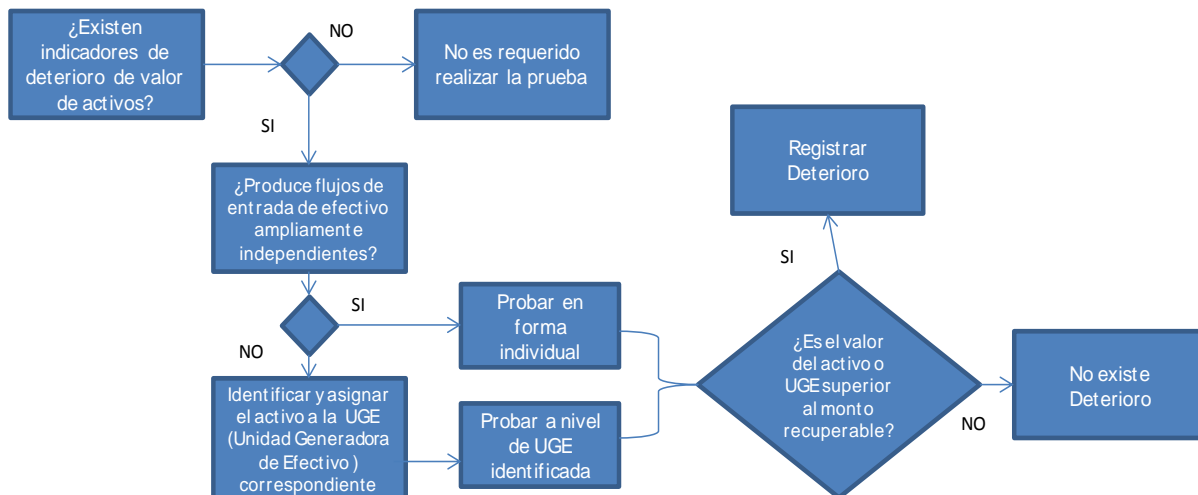 ¿Existen
indicadores de
deterioro de valor
de activos?
NO
No es requerido
realizar la prueba
SI
¿Produce flujos de
entrada de efectivo
ampliamente
independientes?
SI
NO
Probar en
forma
individual
Identificar y asignar
el activo a la UGE
(Unidad Generadora
de Efectivo )
correspondiente
Probar a nivel
de UGE
identificada
¿Es el valor
del activo o
UGE superior
al monto
recuperable?
SI
Registrar
Deterioro
NO
No existe
Deterioro